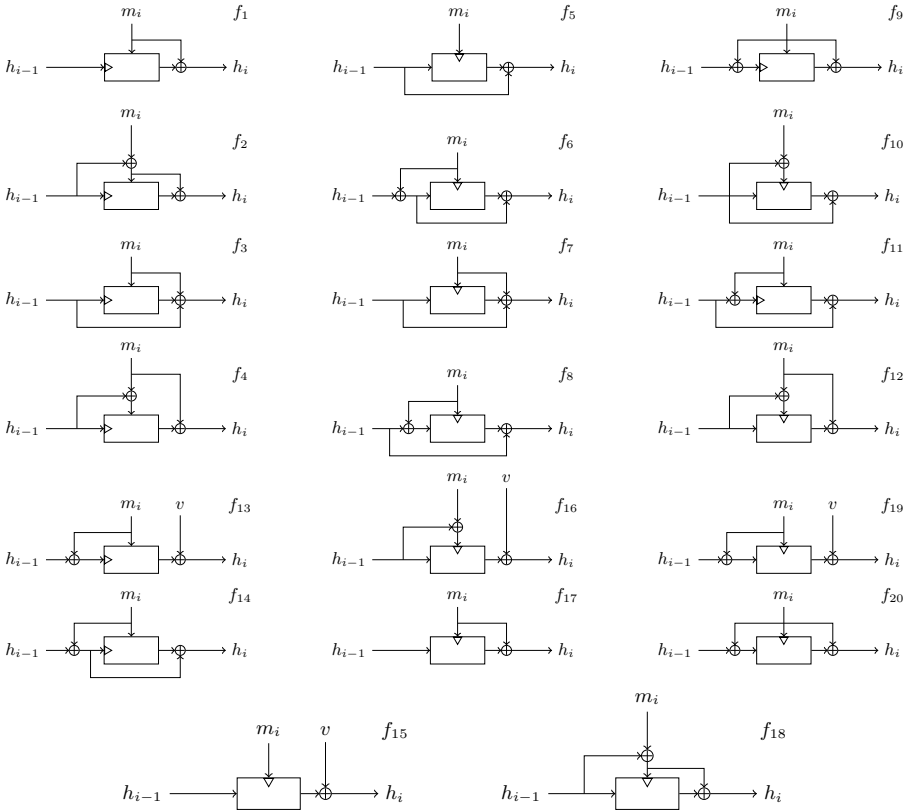 m_i f_1 m_i f_5 m_i f_9
h_{i-1} h_i h_{i-1} h_i h_{i-1} h_i
m_i f_2 m_i f_6 m_i f_10
h_{i-1} h_i h_{i-1} h_i h_{i-1} h_i
m_i f_3 m_i f_7 m_i f_11
h_{i-1} h_i h_{i-1} h_i h_{i-1} h_i
m_i f_4 m_i f_8 m_i f_12
h_{i-1} h_i h_{i-1} h_i h_{i-1} h_i
m_i v f_13 m_i v f_16 m_i v f_19
h_{i-1} h_i h_{i-1} h_i h_{i-1} h_i
m_i f_14 m_i f_17 m_i f_20
h_{i-1} h_i h_{i-1} h_i h_{i-1} h_i
m_i v f_15 m_i f_18
h_{i-1} h_i h_{i-1} h_i